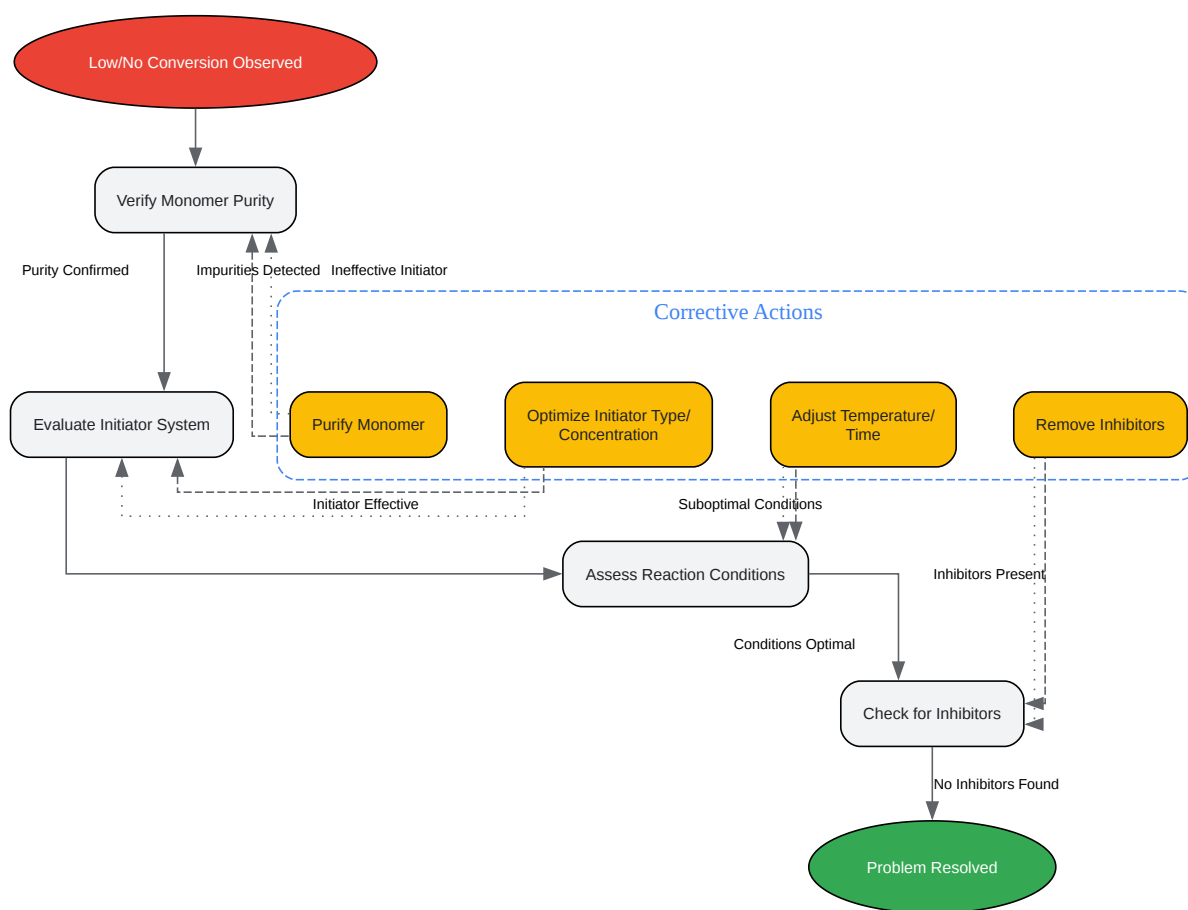 Low/No Conversion Observed
Verify Monomer Purity
Purity Confirmed
Impurities Detected
Ineffective Initiator
Corrective Actions
Evaluate Initiator System
Purify Monomer
Optimize Initiator Type/
Concentration
Adjust Temperature/
Time
Remove Inhibitors
Initiator Effective
Suboptimal Conditions
Assess Reaction Conditions
Inhibitors Present
Conditions Optimal
Check for Inhibitors
No Inhibitors Found
Problem Resolved